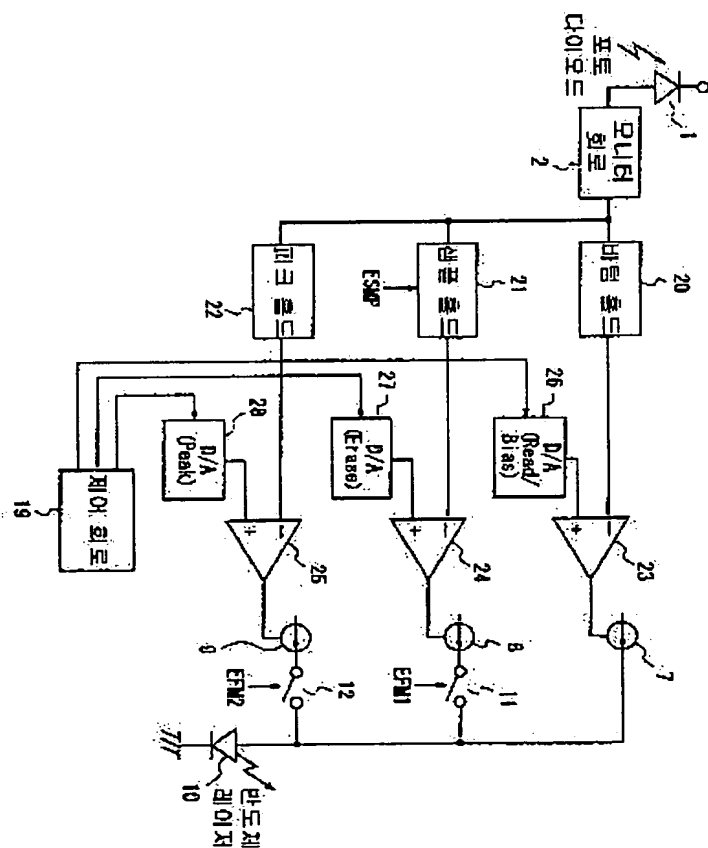 포토
다이오드
1
모니터
회로
2
바텀 홀드
20
샘플 홀드
21
ESMP
피크 홀드
22
D/A
(Read/
Bias)
26
D/A
(Erase)
27
D/A
(Peak)
28
제어 회로
19
−
+
23
−
+
24
−
+
25
7
8
EFM1
11
EFM2
12
10
반도체
레이저